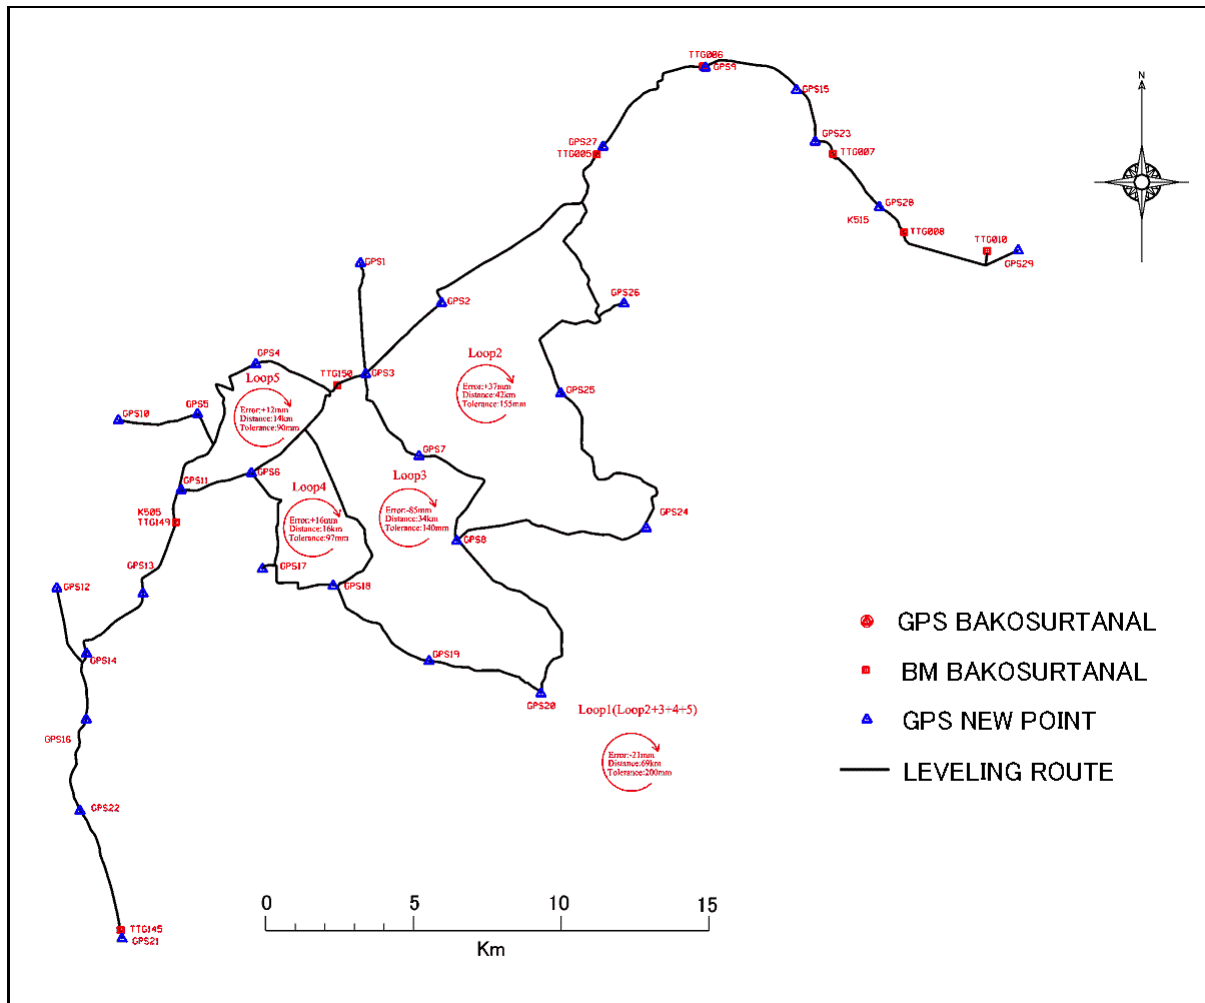 TTG006
GPS9
GPS15
N
GPS23
GPS27
TTG005
TTG007
GPS28
K515
TTG008
TTG010
GPS29
GPS1
GPS2
GPS26
GPS4
Loop2
TTG150
GPS3
Loop5
Error:+37mm
Distance:42km
Tolerance:155mm
GPS25
Error:+12mm
Distance:14km
Tolerance:90mm
GPS5
GPS10
GPS7
GPS6
Loop3
GPS11
Loop4
K505
TTG149
Error:-85mm
Distance:34km
Tolerance:140mm
Error:+16mm
Distance:16km
Tolerance:97mm
GPS24
GPS8
GPS13
GPS17
GPS12
GPS18
GPS14
GPS19
GPS20
Loop1(Loop2+3+4+5)
GPS16
Error:-21mm
Distance:69km
Tolerance:200mm
GPS22
TTG145
GPS21
GPS BAKOSURTANAL
BM BAKOSURTANAL
GPS NEW POINT
LEVELING ROUTE
0 5 10 15
Km